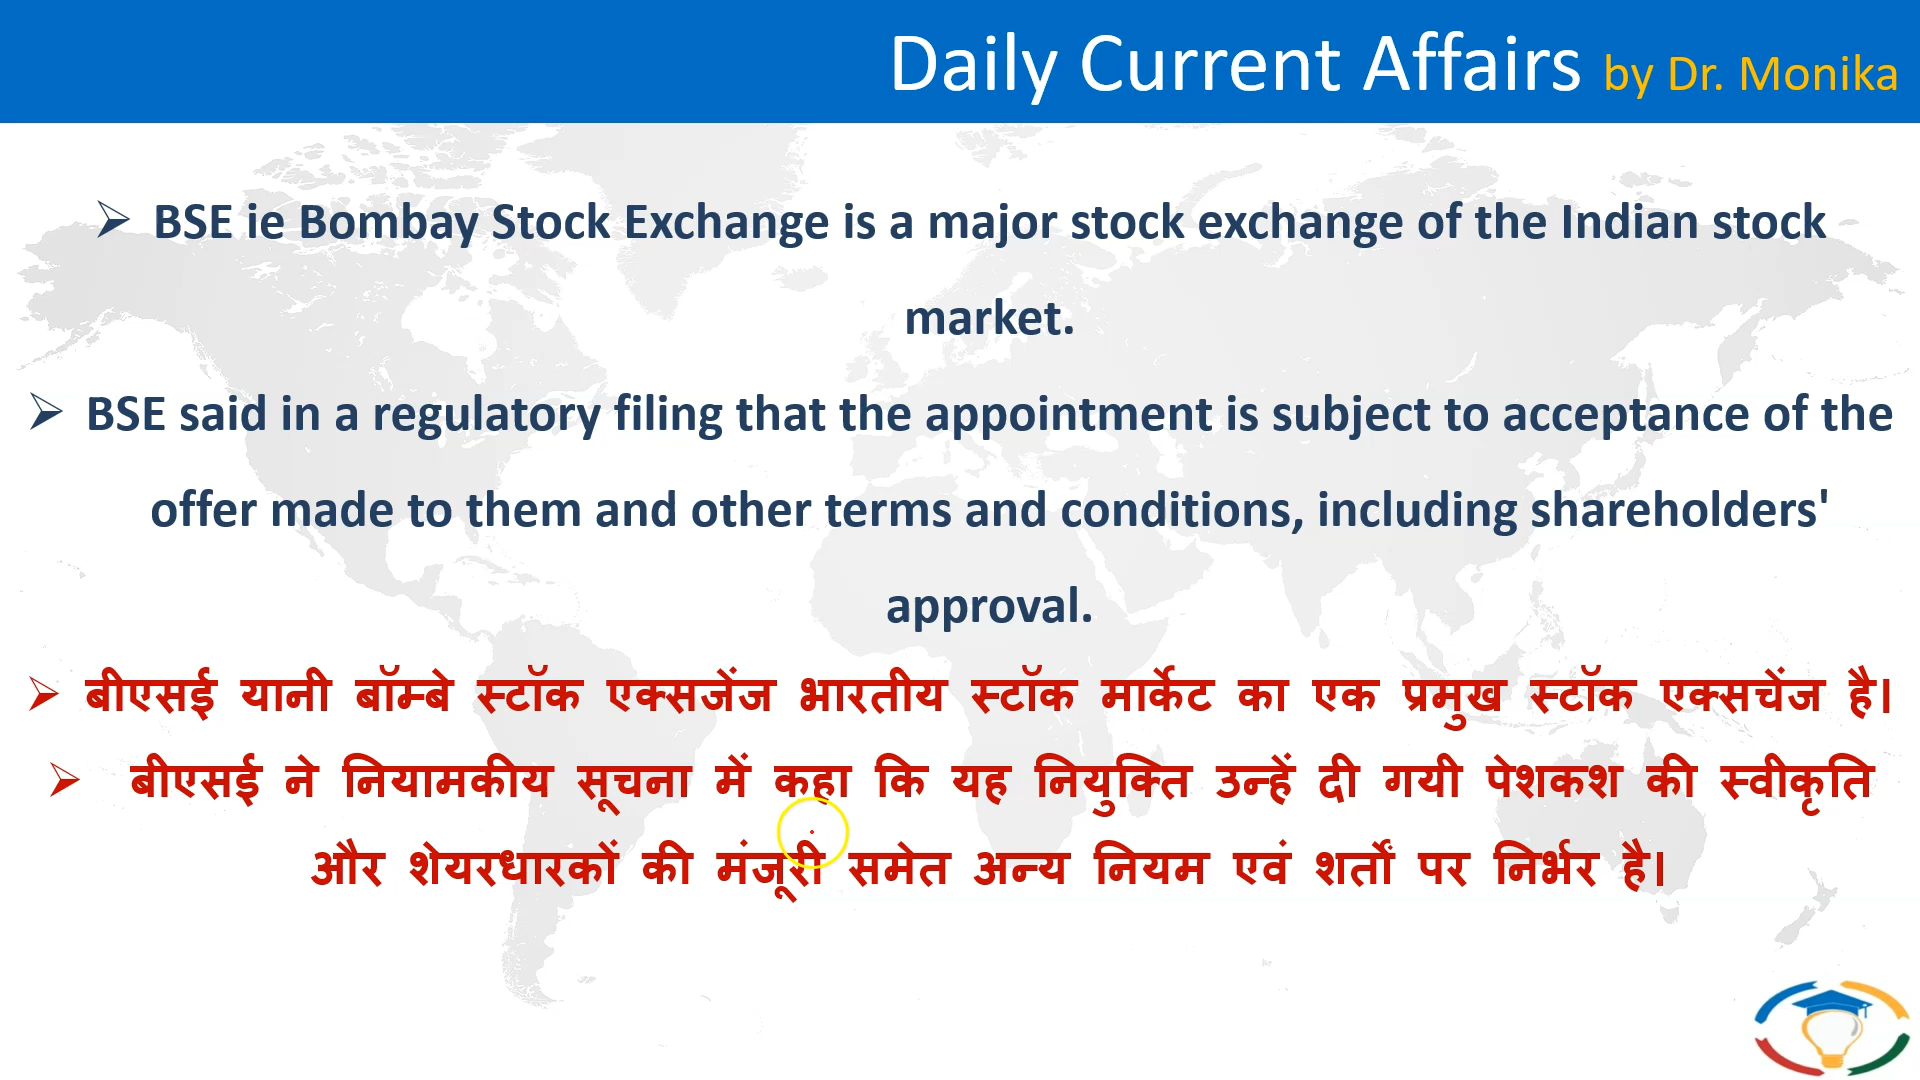 Daily Current Affairs by Dr. Monika
➢ BSE ie Bombay Stock Exchange is a major stock exchange of the Indian stock
market.
➢ BSE said in a regulatory filing that the appointment is subject to acceptance of the
offer made to them and other terms and conditions, including shareholders'
approval.
➢ बीएसई यानी बॉम्बे स्टॉक एक्सजेंज भारतीय स्टॉक मार्केट का एक प्रमुख स्टॉक एक्सचेंज है।
➢ बीएसई ने नियामकीय सूचना में कहा कि यह नियुक्ति उन्हें दी गयी पेशकश की स्वीकृति
और शेयरधारकों की मंजूरी समेत अन्य नियम एवं शर्तों पर निर्भर है।